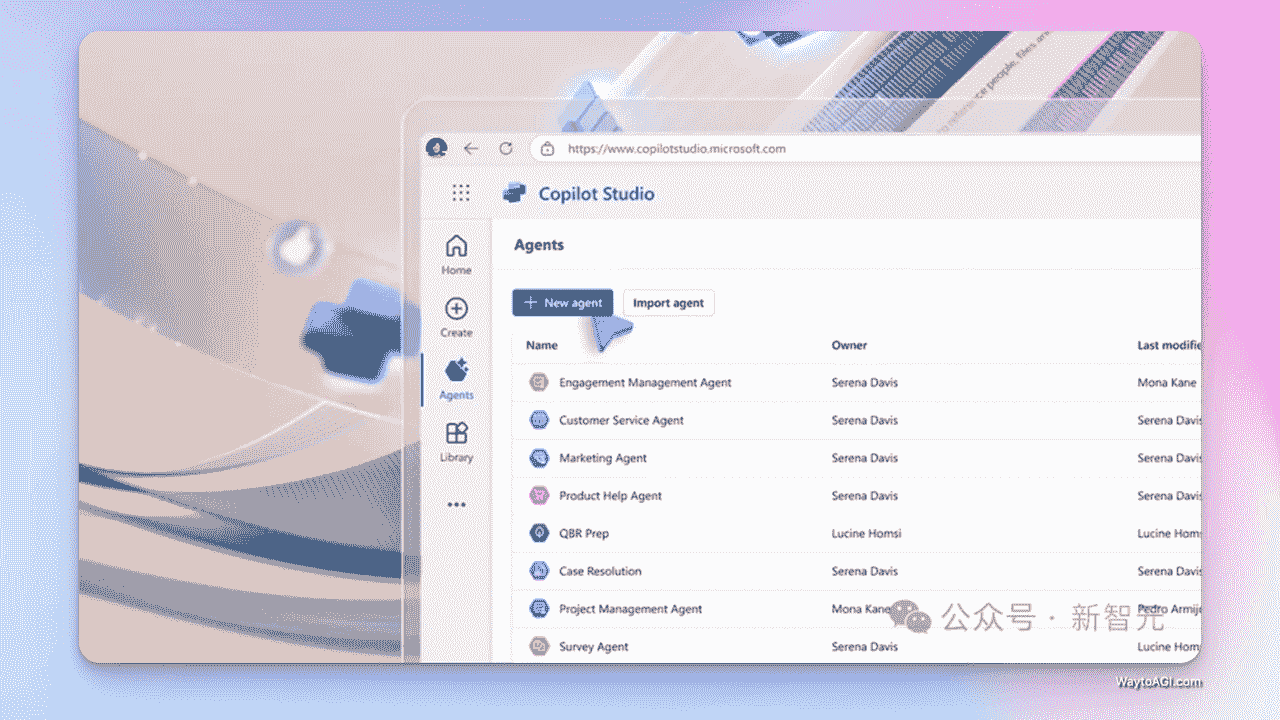 https://www.copilotstudio.microsoft.com
Copilot Studio
Home
Create
Agents
Library
Agents
New agent Import agent
Name Owner Last modifie
Engagement Management Agent Serena Davis Mona Kane
Customer Service Agent Serena Davis Serena Davis
Marketing Agent Serena Davis Serena Davis
Product Help Agent Serena Davis Serena Davis
QBR Prep Lucine Homsi Lucine Hom
Case Resolution Serena Davis Serena Davis
Project Management Agent Mona Kane Pedro Armije
Survey Agent Serena Davis Lucine Hom
公众号 · 新智元
WaytoAGI.com